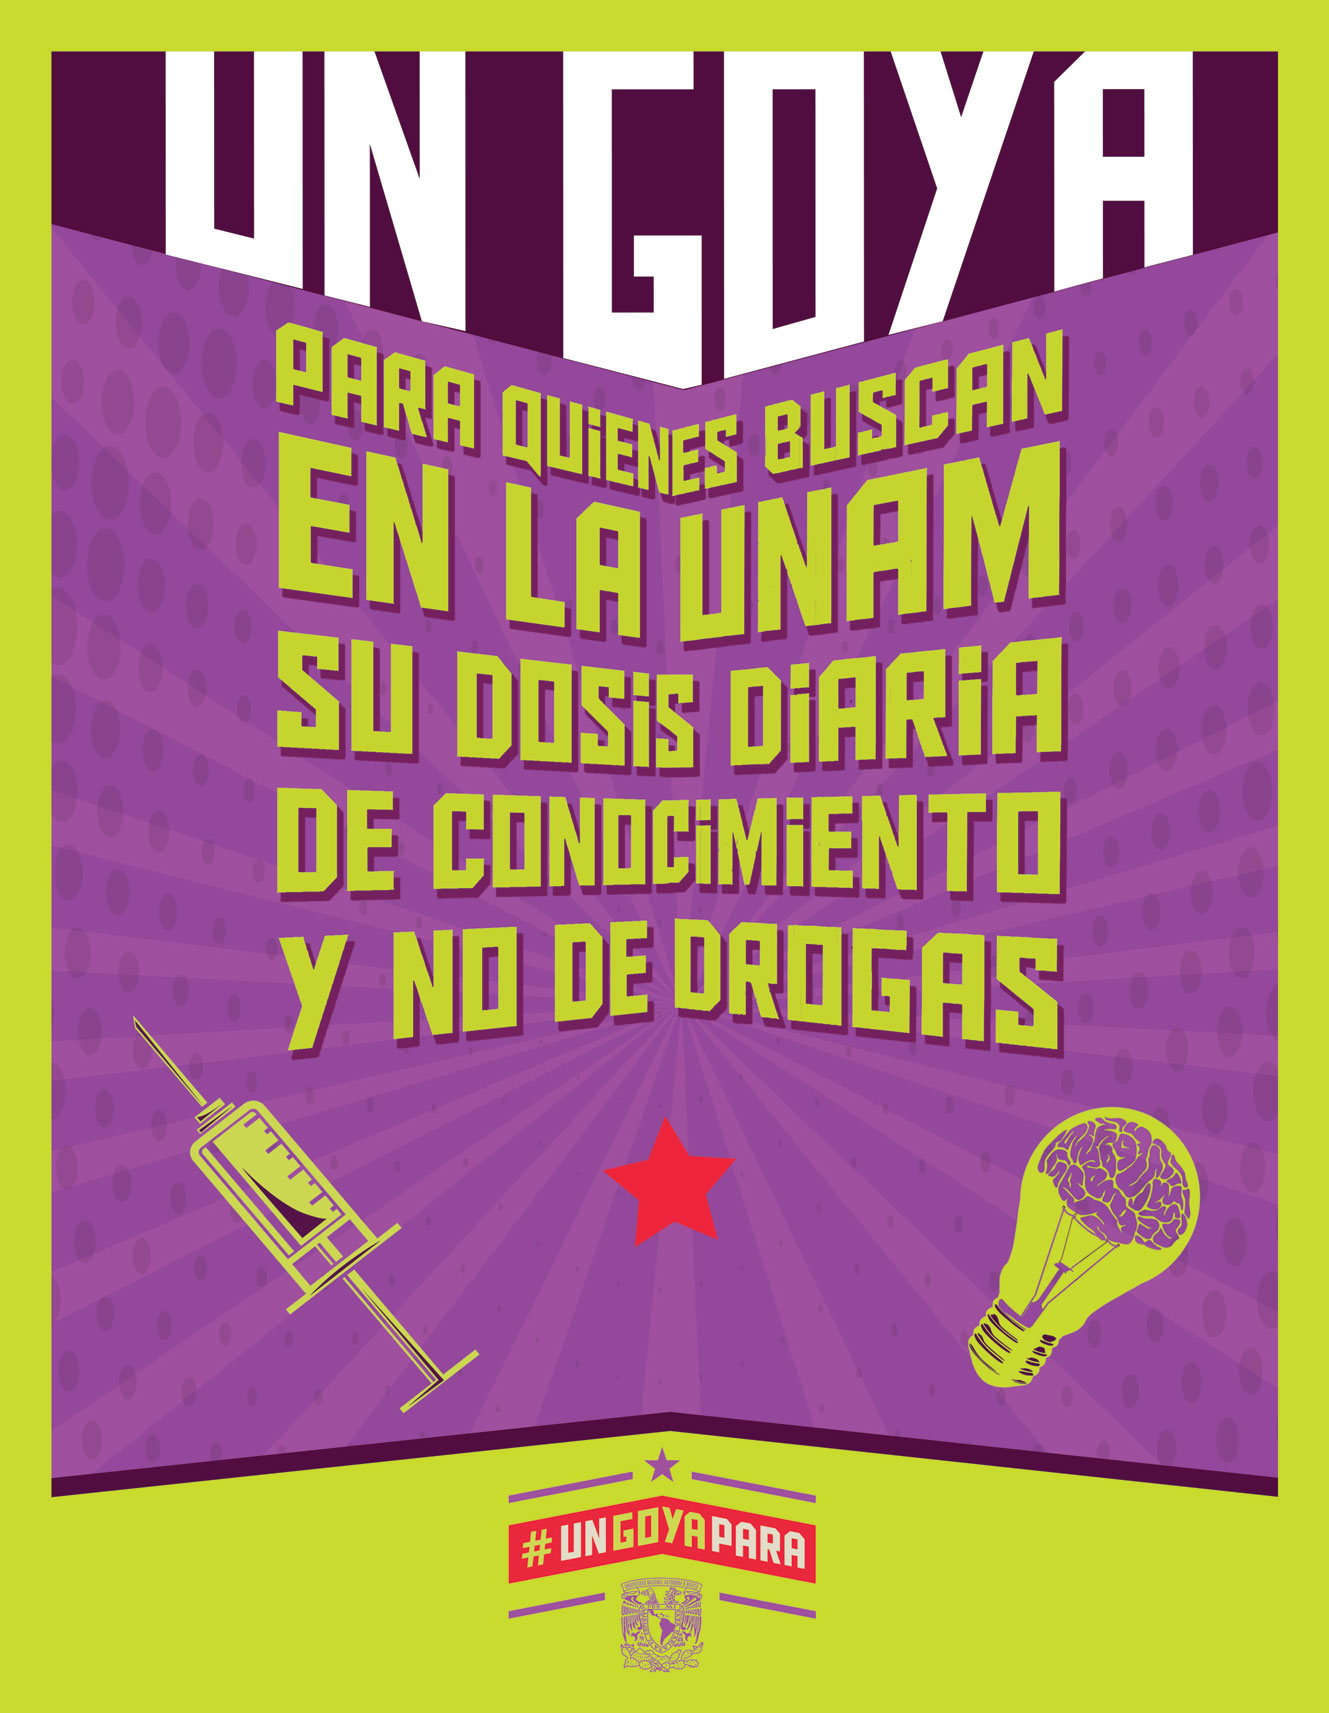 UN GOYA
PARA QUiENES BUSCAN
EN LA UNAM
SU DOSiS DiARiA
DE CONOCiMiENTO
Y NO DE DROGAS
#UNGOYAPARA